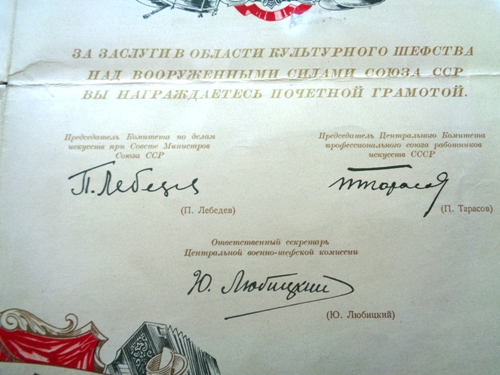 ЗА ЗАСЛУГИ В ОБЛАСТИ КУЛЬТУРНОГО ШЕФСТВА
НАД ВООРУЖЕННЫМИ СИЛАМИ СОЮЗА ССР
ВЫ НАГРАЖДАЕТЕСЬ ПОЧЕТНОЙ ГРАМОТОЙ.
Председатель Комитета по делам
искусств при Совете Министров
Союза ССР
Председатель Центрального Комитета
профессионального союза работников
искусств СССР
П. Лебедев
ПТарасов
(П. Лебедев)
(П. Тарасов)
Ответственный секретарь
Центральной военно-шефской комиссии
Ю. Любицкий
(Ю. Любицкий)